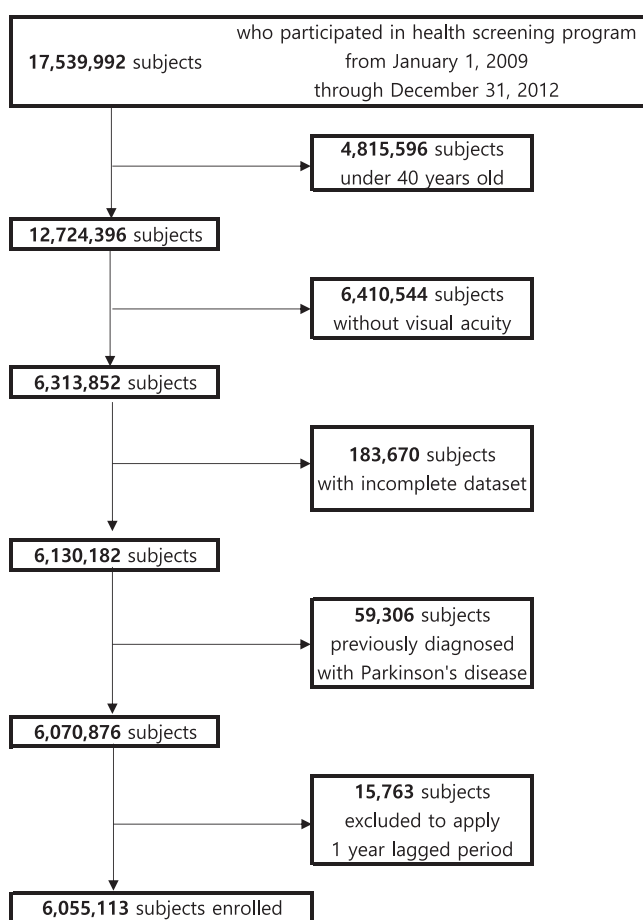 17,539,992 subjects
who participated in health screening program
from January 1, 2009
through December 31, 2012
4,815,596 subjects
under 40 years old
12,724,396 subjects
6,410,544 subjects
without visual acuity
6,313,852 subjects
183,670 subjects
with incomplete dataset
6,130,182 subjects
59,306 subjects
previously diagnosed
with Parkinson's disease
6,070,876 subjects
15,763 subjects
excluded to apply
1 year lagged period
6,055,113 subjects enrolled